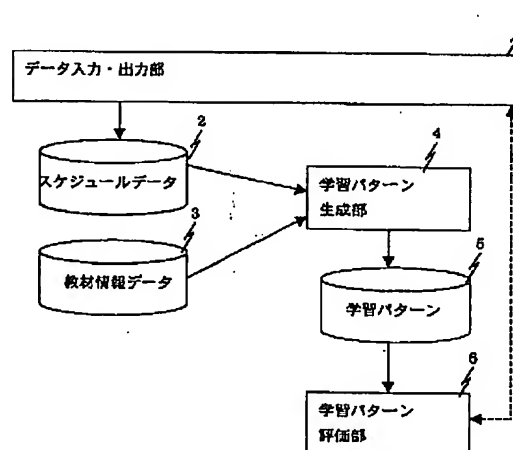 データ入力・出力部
2
スケジュールデータ
4
学習パターン
生成部
3
教材情報データ
5
学習パターン
6
学習パターン
評価部